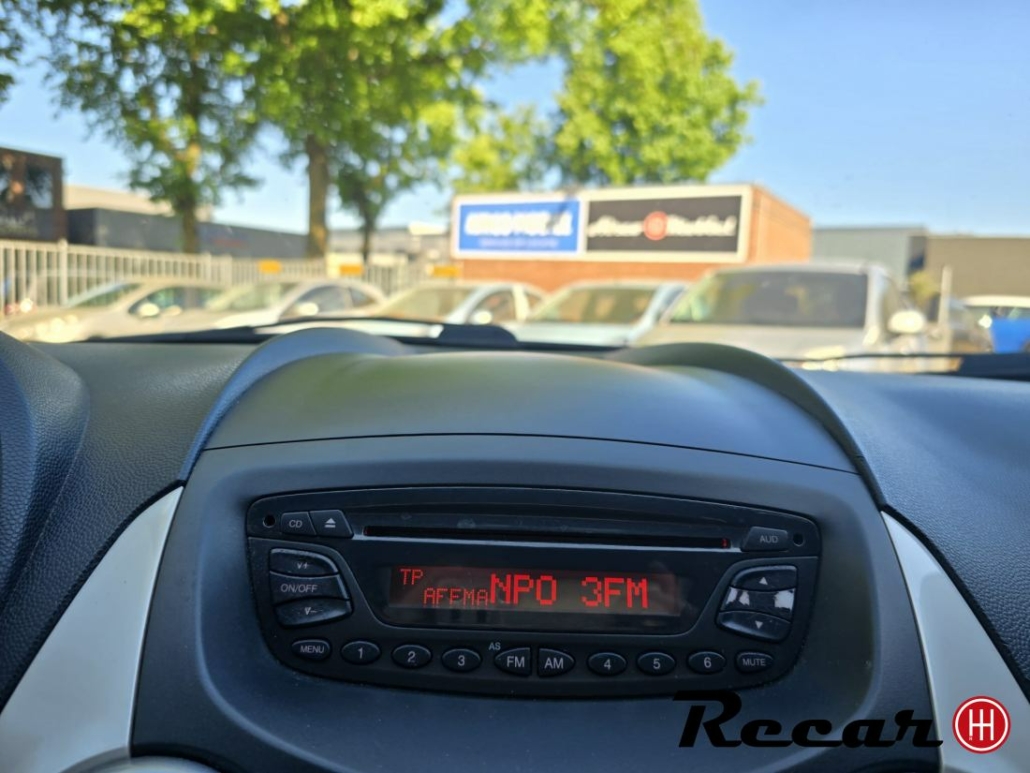 CD
AUD
V+
ON/OFF
V-
TP
AFFMA NPO 3FM
MENU
1
2
3
AS
FM
AM
4
5
6
MUTE
Recar